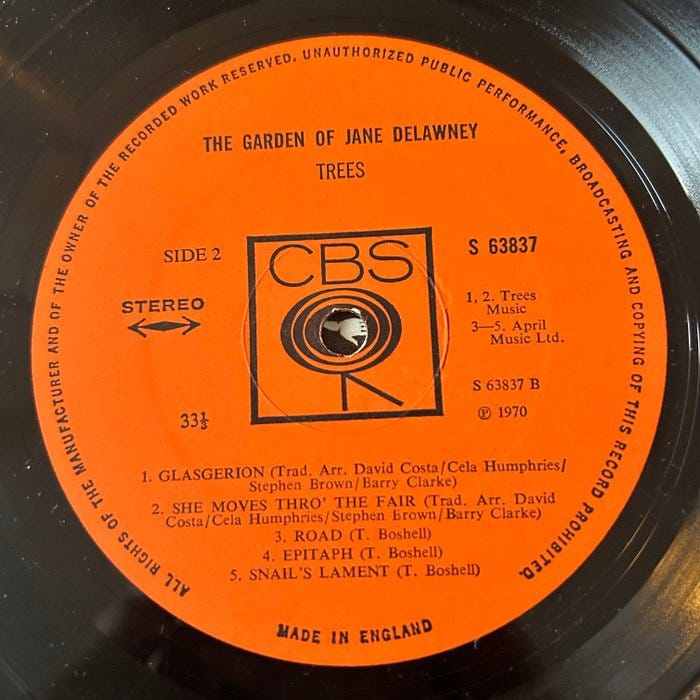 ALL RIGHTS OF THE MANUFACTURER AND OF THE OWNER OF THE RECORDED WORK RESERVED. UNAUTHORIZED PUBLIC PERFORMANCE, BROADCASTING AND COPYING OF THIS RECORD PROHIBITED.
THE GARDEN OF JANE DELAWNEY
TREES
SIDE 2
CBS
S 63837
STEREO
1, 2. Trees
Music
3—5. April
Music Ltd.
S 63837 B
33⅓
℗ 1970
1. GLASGERION (Trad. Arr. David Costa/Cela Humphries/
Stephen Brown/Barry Clarke)
2. SHE MOVES THRO' THE FAIR (Trad. Arr. David
Costa/Cela Humphries/Stephen Brown/Barry Clarke)
3. ROAD (T. Boshell)
4. EPITAPH (T. Boshell)
5. SNAIL'S LAMENT (T. Boshell)
MADE IN ENGLAND